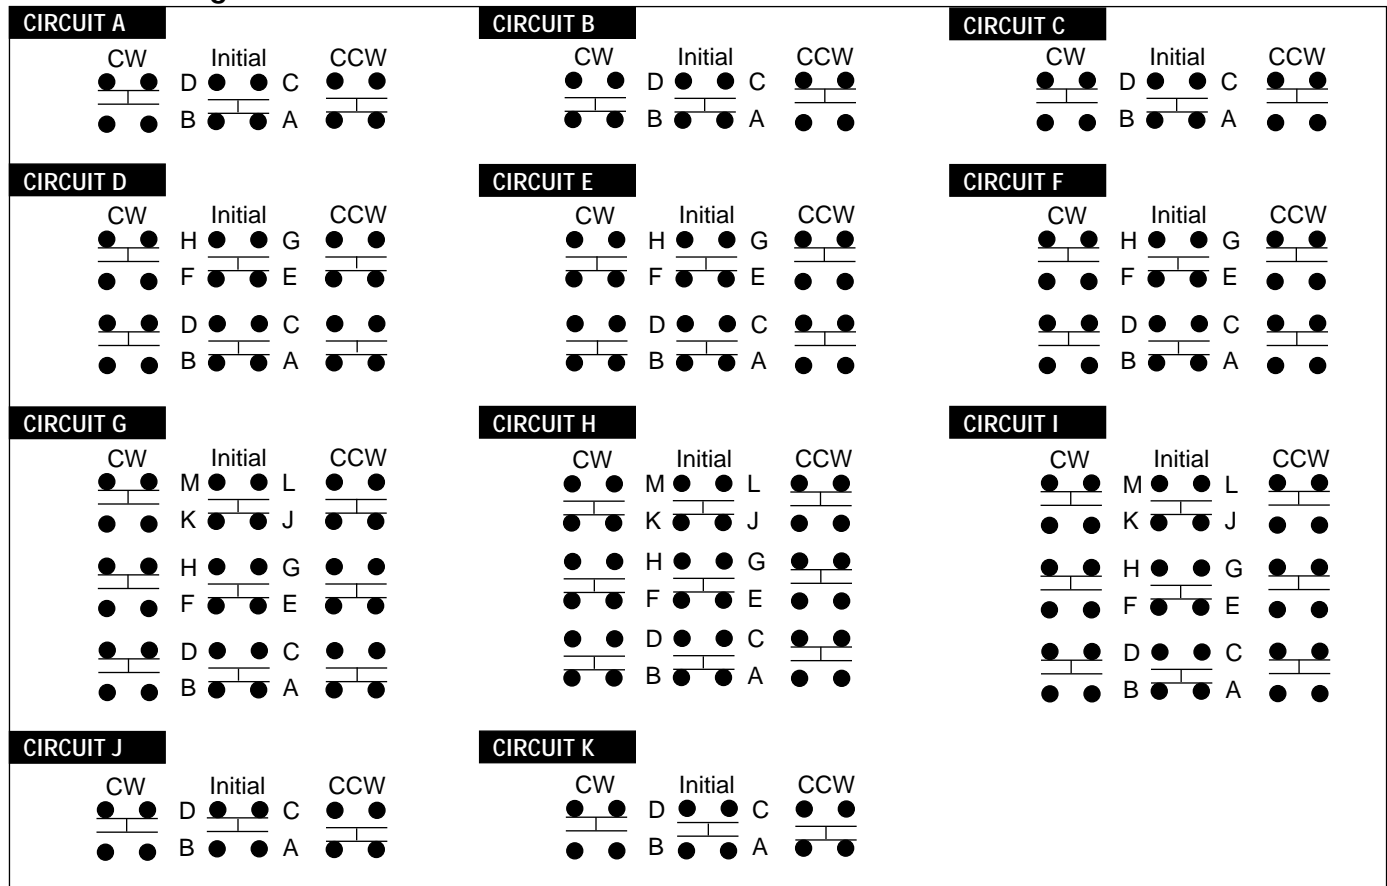 CIRCUIT A CIRCUIT B CIRCUIT C
CW Initial CCW CW Initial CCW CW Initial CCW
D C D C D C
B A B A B A
CIRCUIT D CIRCUIT E CIRCUIT F
CW Initial CCW CW Initial CCW CW Initial CCW
H G H G H G
F E F E F E
D C D C D C
B A B A B A
CIRCUIT G CIRCUIT H CIRCUIT I
CW Initial CCW CW Initial CCW CW Initial CCW
M L M L M L
K J K J K J
H G H G H G
F E F E F E
D C D C D C
B A B A B A
CIRCUIT J CIRCUIT K
CW Initial CCW CW Initial CCW
D C D C
B A B A